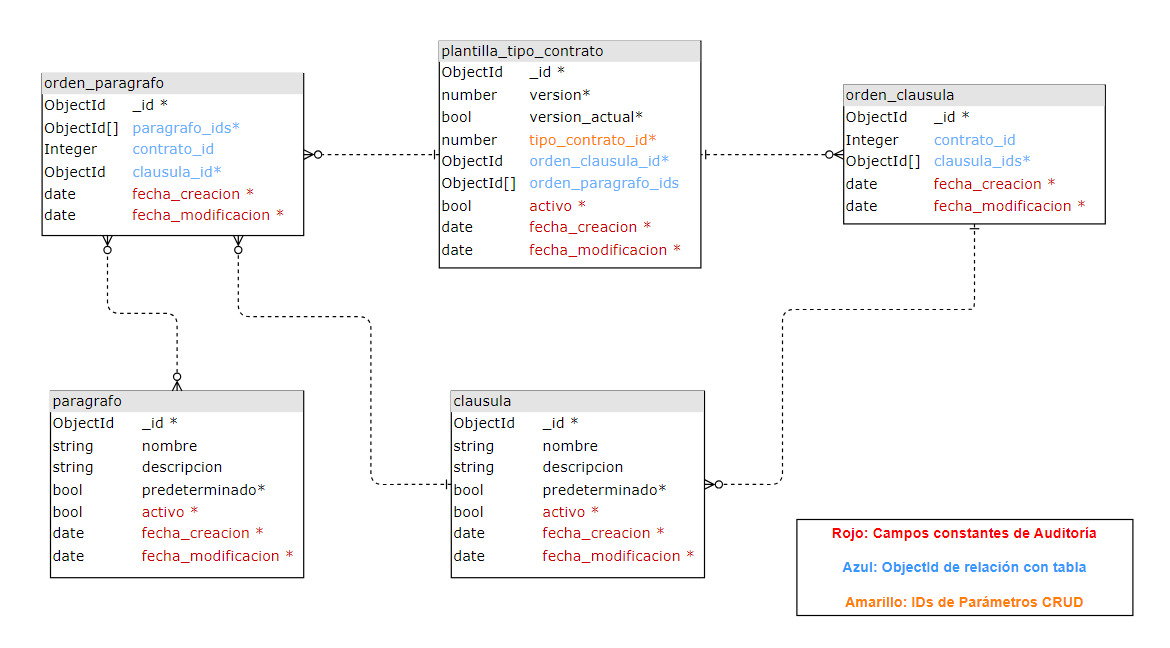 plantilla_tipo_contrato
ObjectId _id *
number version*
bool version_actual*
number tipo_contrato_id*
ObjectId orden_clausula_id*
ObjectId[] orden_paragrafo_ids
bool activo *
date fecha_creacion *
date fecha_modificacion *
orden_paragrafo
ObjectId _id *
ObjectId[] paragrafo_ids*
Integer contrato_id
ObjectId clausula_id*
date fecha_creacion *
date fecha_modificacion *
orden_clausula
ObjectId _id *
Integer contrato_id
ObjectId[] clausula_ids*
date fecha_creacion *
date fecha_modificacion *
paragrafo
ObjectId _id *
string nombre
string descripcion
bool predeterminado*
bool activo *
date fecha_creacion *
date fecha_modificacion *
clausula
ObjectId _id *
string nombre
string descripcion
bool predeterminado*
bool activo *
date fecha_creacion *
date fecha_modificacion *
Rojo: Campos constantes de Auditoría
Azul: ObjectId de relación con tabla
Amarillo: IDs de Parámetros CRUD